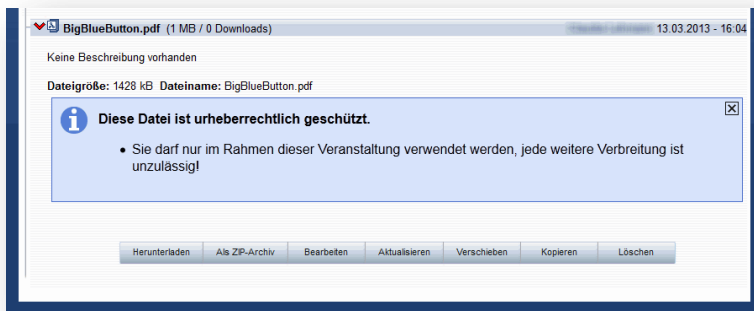 BigBlueButton.pdf (1 MB / 0 Downloads) 13.03.2013 - 16:04
Keine Beschreibung vorhanden
Dateigröße: 1428 kB Dateiname: BigBlueButton.pdf
Diese Datei ist urheberrechtlich geschützt.
• Sie darf nur im Rahmen dieser Veranstaltung verwendet werden, jede weitere Verbreitung ist
unzulässig!
Herunterladen Als ZIP-Archiv Bearbeiten Aktualisieren Verschieben Kopieren Löschen